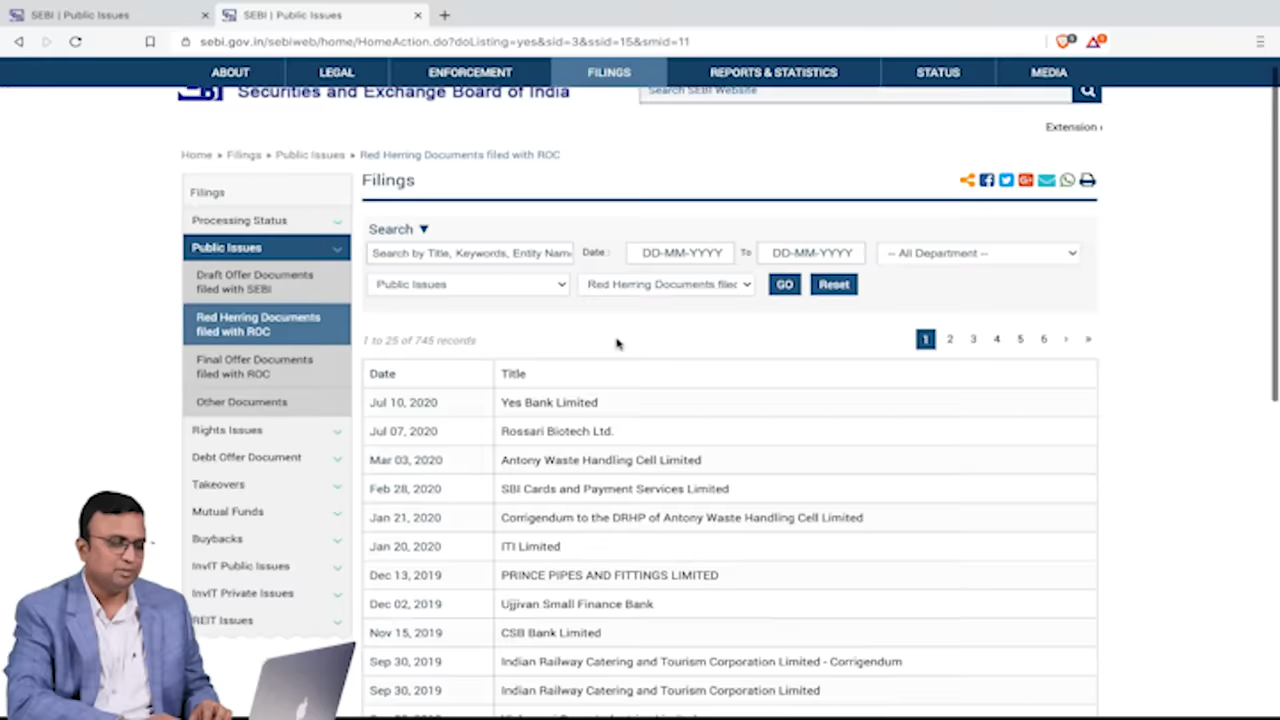 SEBI | Public Issues
SEBI | Public Issues
sebi.gov.in/sebiweb/home/HomeAction.do?doListing=yes&sid=3&ssid=15&smid=11
ABOUT LEGAL ENFORCEMENT FILINGS REPORTS & STATISTICS STATUS MEDIA
Securities and Exchange Board of India
Search SEBI Website
Extension
Home » Filings » Public Issues » Red Herring Documents filed with ROC
Filings
Processing Status
Public Issues
Draft Offer Documents
filed with SEBI
Red Herring Documents
filed with ROC
Final Offer Documents
filed with ROC
Other Documents
Rights Issues
Debt Offer Document
Takeovers
Mutual Funds
Buybacks
InvIT Public Issues
InvIT Private Issues
REIT Issues
Filings
Search ▼
Search by Title, Keywords, Entity Nam Date : DD-MM-YYYY To DD-MM-YYYY -- All Department --
Public Issues Red Herring Documents filed GO Reset
1 to 25 of 745 records 1 2 3 4 5 6 › »
Date Title
Jul 10, 2020 Yes Bank Limited
Jul 07, 2020 Rossari Biotech Ltd.
Mar 03, 2020 Antony Waste Handling Cell Limited
Feb 28, 2020 SBI Cards and Payment Services Limited
Jan 21, 2020 Corrigendum to the DRHP of Antony Waste Handling Cell Limited
Jan 20, 2020 ITI Limited
Dec 13, 2019 PRINCE PIPES AND FITTINGS LIMITED
Dec 02, 2019 Ujjivan Small Finance Bank
Nov 15, 2019 CSB Bank Limited
Sep 30, 2019 Indian Railway Catering and Tourism Corporation Limited - Corrigendum
Sep 30, 2019 Indian Railway Catering and Tourism Corporation Limited